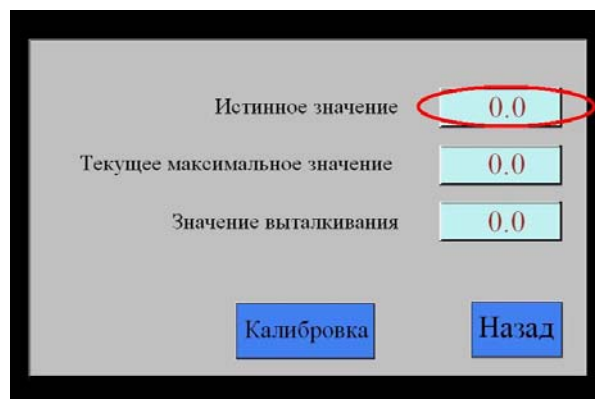 Истинное значение 0.0
Текущее максимальное значение 0.0
Значение выталкивания 0.0
Калибровка Назад